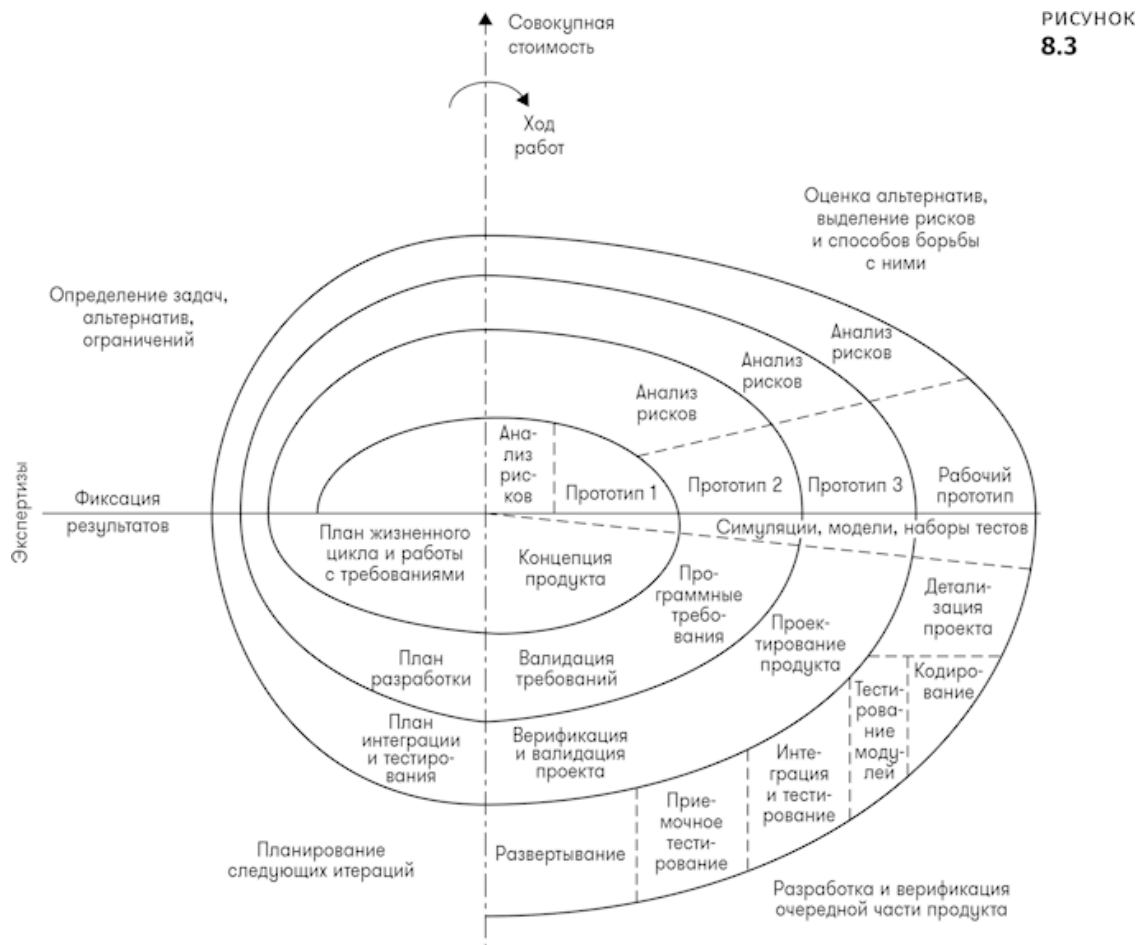 РИСУНОК
8.3
Совокупная
стоимость
Ход
работ
Оценка альтернатив,
выделение рисков
и способов борьбы
с ними
Определение задач,
альтернатив,
ограничений
Анализ
рисков
Анализ
рисков
Анализ
рисков
Ана-
лиз
рис-
ков
Прототип 1
Прототип 2
Прототип 3
Рабочий
прототип
Экспертизы
Фиксация
результатов
Симуляции, модели, наборы тестов
План жизненного
цикла и работы
с требованиями
Концепция
продукта
Про-
граммные
требо-
вания
Проек-
тирование
продукта
Детали-
зация
проекта
План
разработки
Валидация
требований
Тести-
рова-
ние
моду-
лей
Кодиро-
вание
План
интеграции
и тестиро-
вания
Верификация
и валидация
проекта
Инте-
грация
и тести-
рование
Прие-
мочное
тести-
рование
Развертывание
Планирование
следующих итераций
Разработка и верификация
очередной части продукта